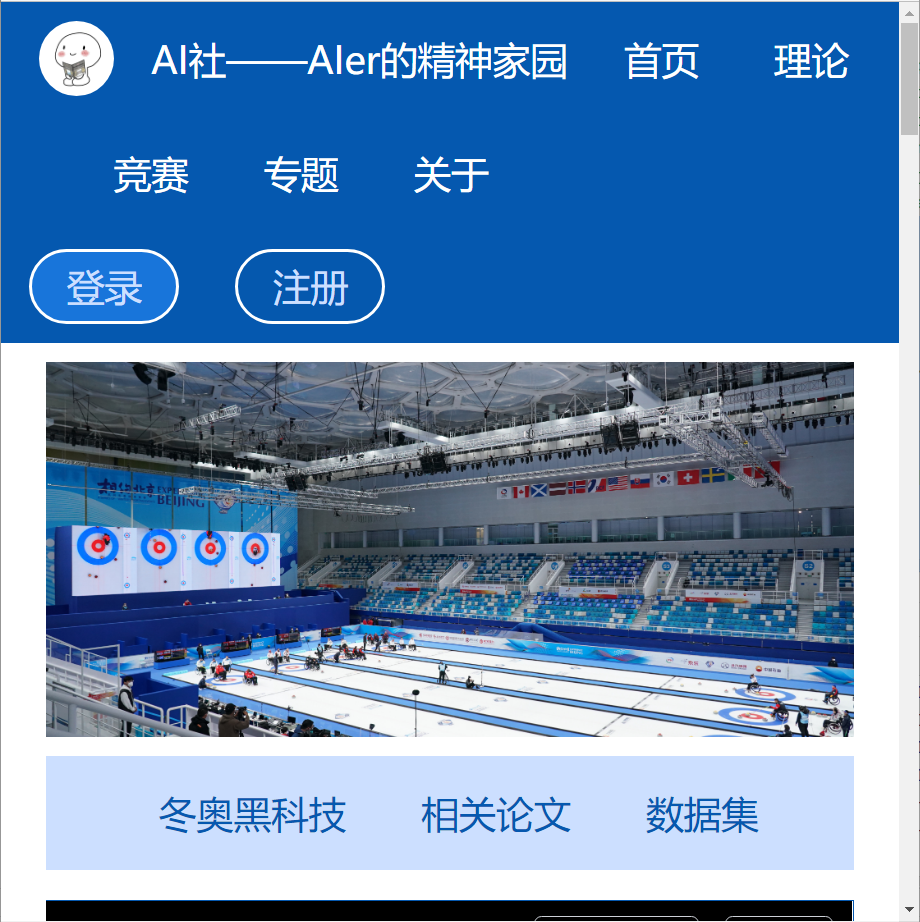 AI社——AIer的精神家园 首页 理论
竞赛 专题 关于
登录 注册
BEIJING
冬奥黑科技 相关论文 数据集